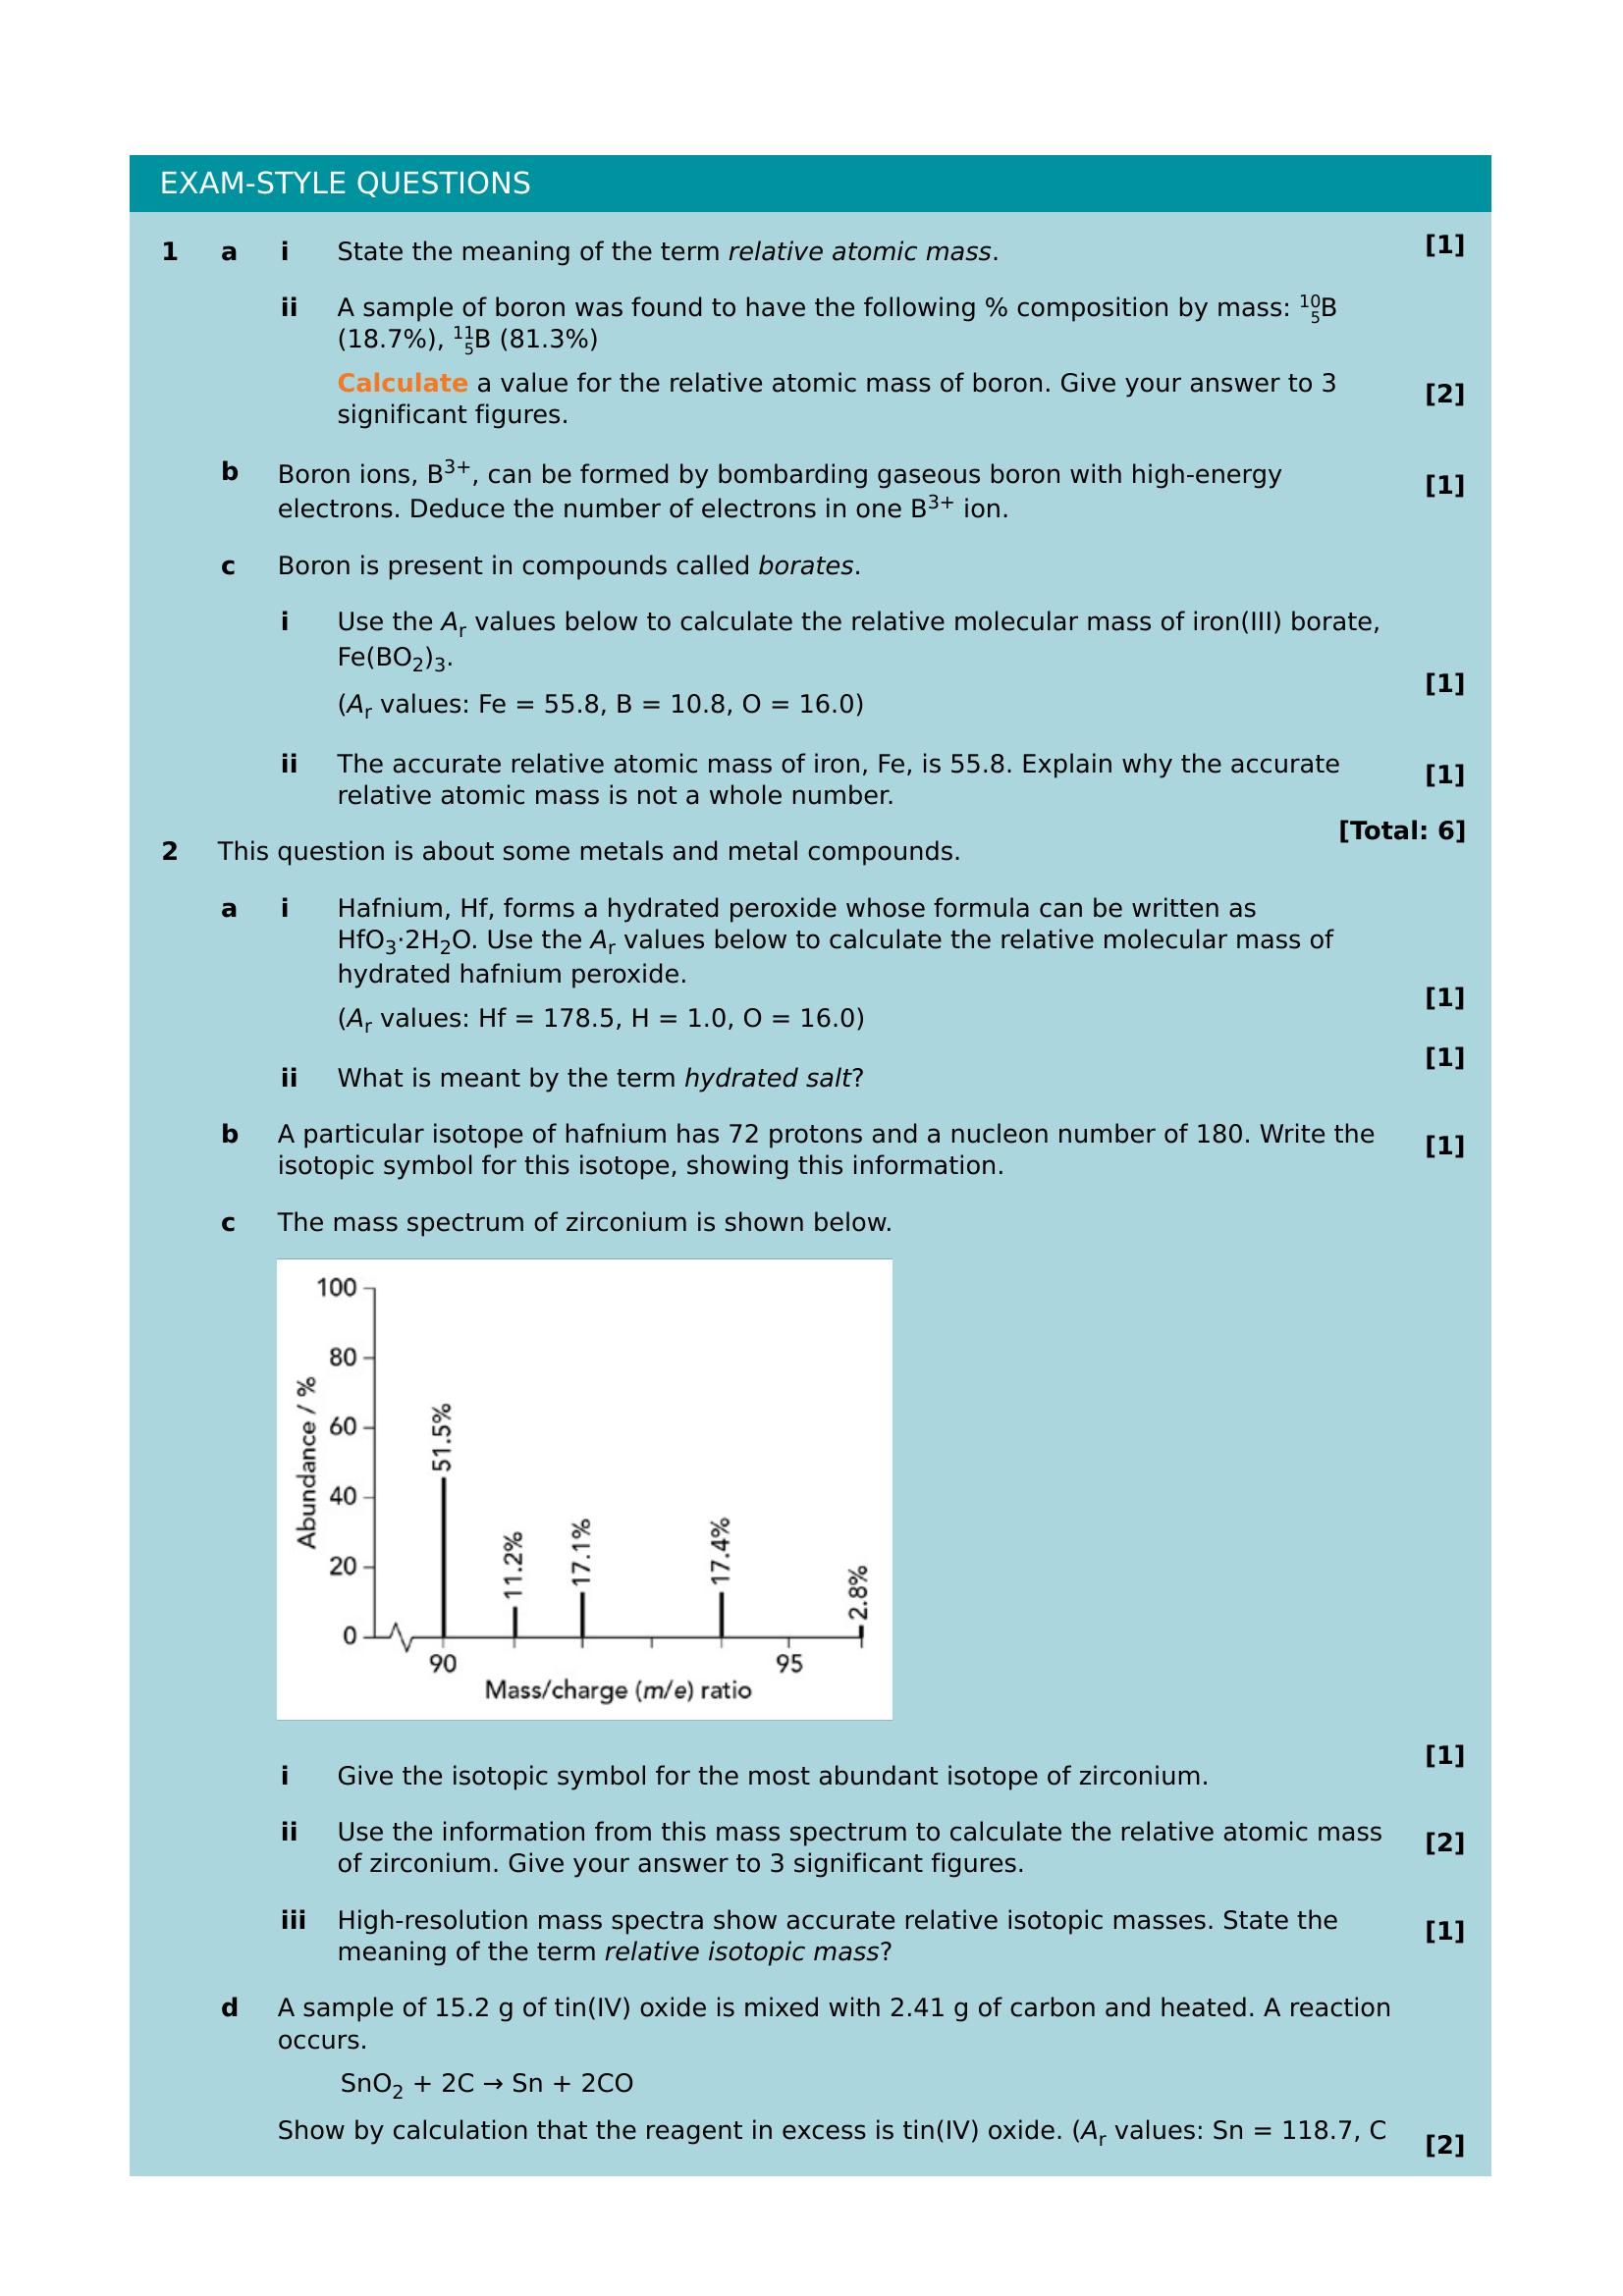 EXAM-STYLE QUESTIONS
1 a i State the meaning of the term relative atomic mass. [1]
ii A sample of boron was found to have the following % composition by mass: ¹⁰₅B
(18.7%), ¹¹₅B (81.3%)
Calculate a value for the relative atomic mass of boron. Give your answer to 3
significant figures. [2]
b Boron ions, B³⁺, can be formed by bombarding gaseous boron with high-energy
electrons. Deduce the number of electrons in one B³⁺ ion. [1]
c Boron is present in compounds called borates.
i Use the Aᵣ values below to calculate the relative molecular mass of iron(III) borate,
Fe(BO₂)₃.
(Aᵣ values: Fe = 55.8, B = 10.8, O = 16.0) [1]
ii The accurate relative atomic mass of iron, Fe, is 55.8. Explain why the accurate
relative atomic mass is not a whole number. [1]
[Total: 6]
2 This question is about some metals and metal compounds.
a i Hafnium, Hf, forms a hydrated peroxide whose formula can be written as
HfO₃·2H₂O. Use the Aᵣ values below to calculate the relative molecular mass of
hydrated hafnium peroxide.
(Aᵣ values: Hf = 178.5, H = 1.0, O = 16.0) [1]
ii What is meant by the term hydrated salt? [1]
b A particular isotope of hafnium has 72 protons and a nucleon number of 180. Write the
isotopic symbol for this isotope, showing this information. [1]
c The mass spectrum of zirconium is shown below.
100
80
60
40
20
0
Abundance / %
51.5%
11.2%
17.1%
17.4%
2.8%
90 95
Mass/charge (m/e) ratio
i Give the isotopic symbol for the most abundant isotope of zirconium. [1]
ii Use the information from this mass spectrum to calculate the relative atomic mass
of zirconium. Give your answer to 3 significant figures. [2]
iii High-resolution mass spectra show accurate relative isotopic masses. State the
meaning of the term relative isotopic mass? [1]
d A sample of 15.2 g of tin(IV) oxide is mixed with 2.41 g of carbon and heated. A reaction
occurs.
SnO₂ + 2C → Sn + 2CO
Show by calculation that the reagent in excess is tin(IV) oxide. (Aᵣ values: Sn = 118.7, C [2]